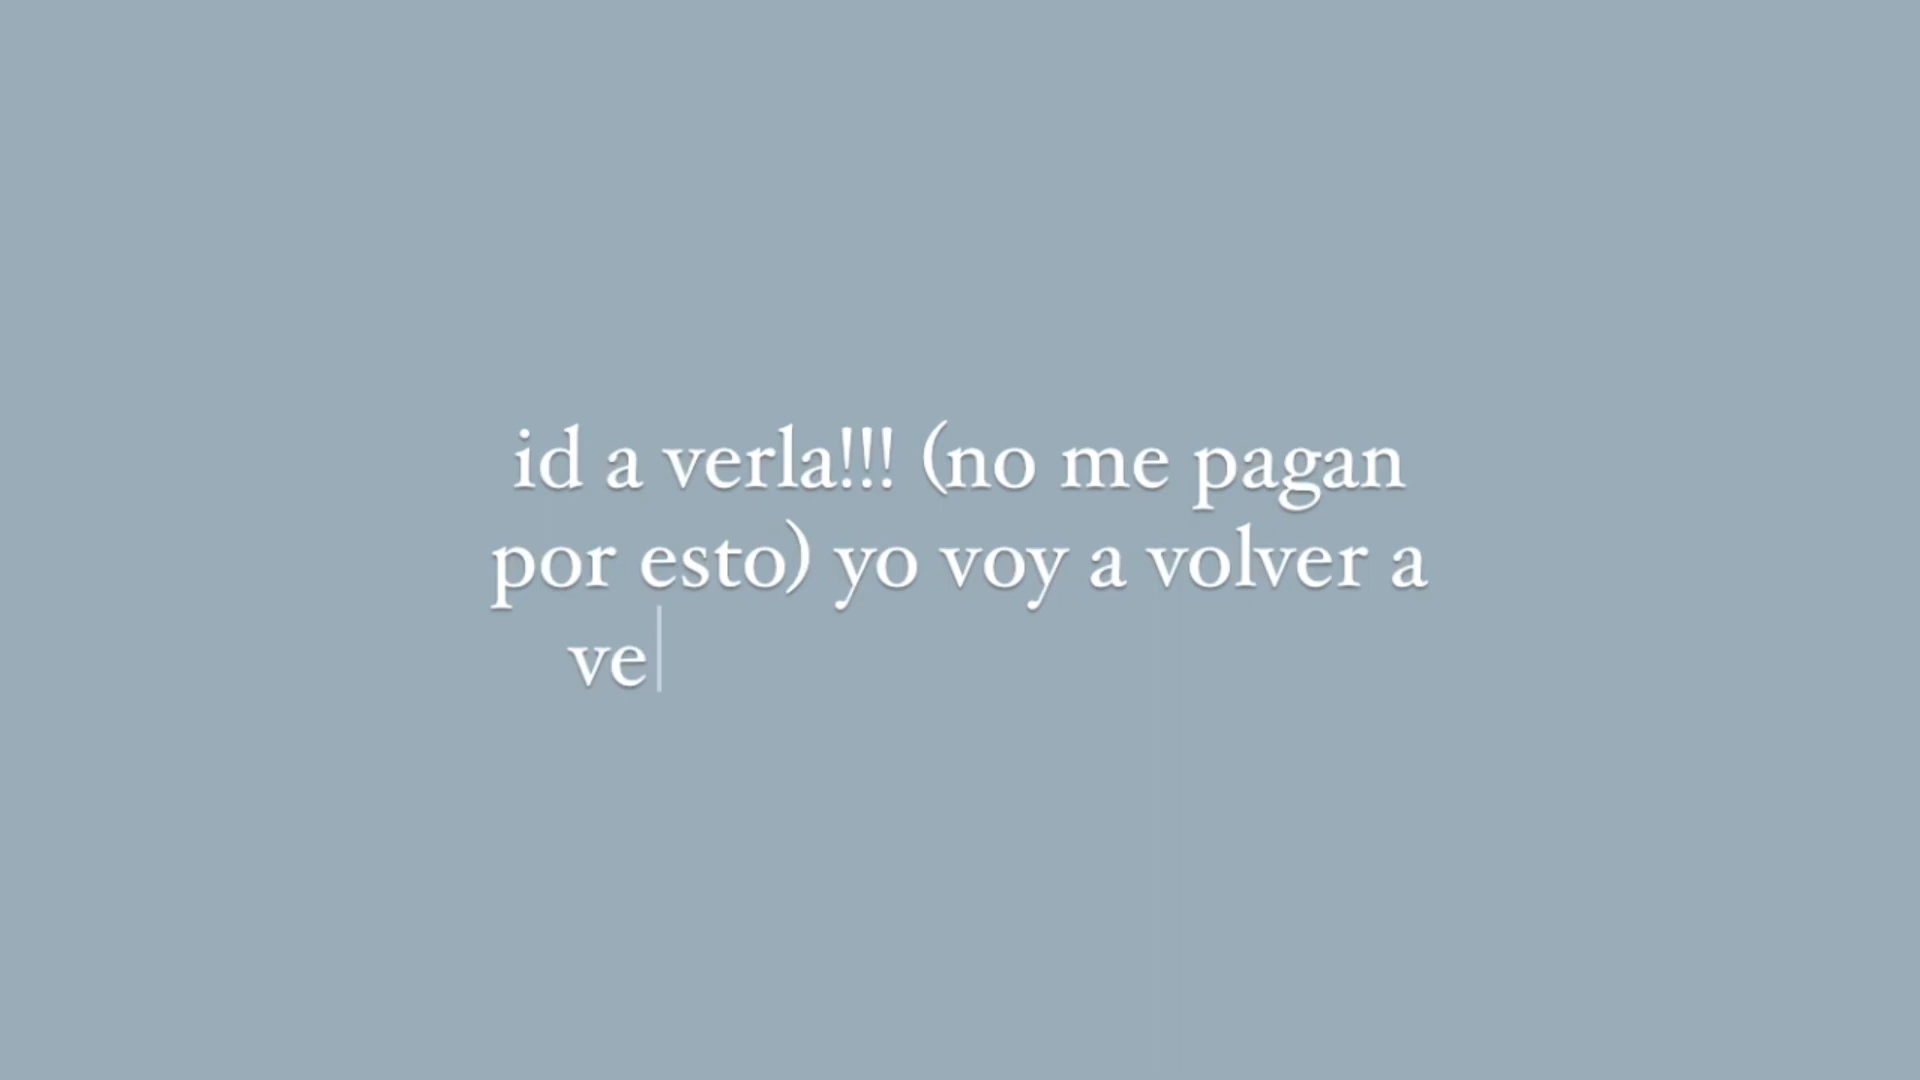 id a verla!!! (no me pagan
por esto) yo voy a volver a
ve